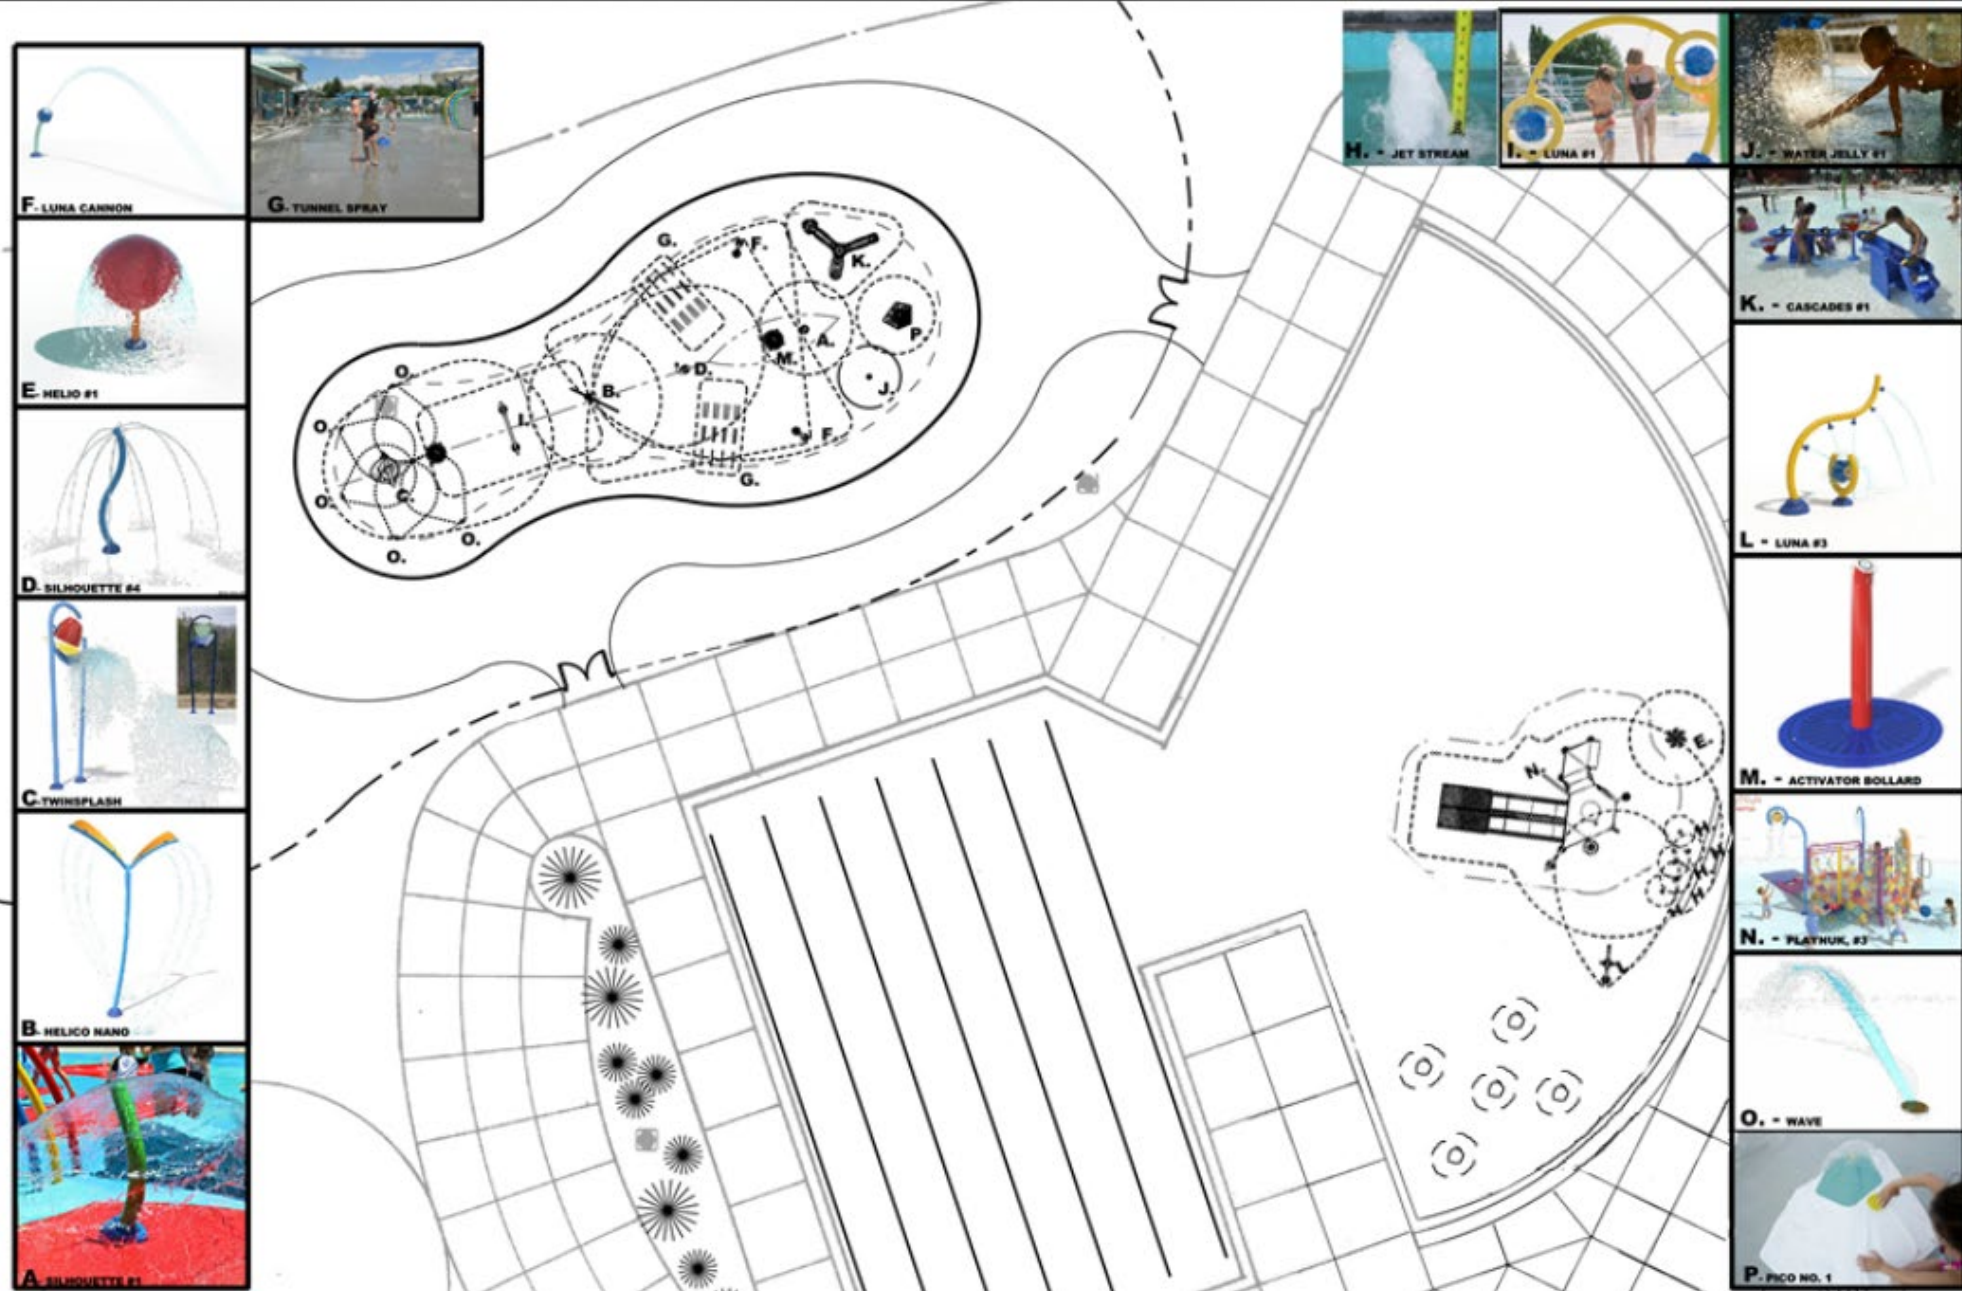 F- LUNA CANNON
G- TUNNEL SPRAY
E- HELIO #1
D- SILHOUETTE #4
C-TWINSPLASH
B- HELICO NANO
A- SILHOUETTE #1
G.
F.
K.
A.
P
M.
J.
D.
B.
F.
G.
I.
O.
O.
C.
O.
O.
O.
H. - JET STREAM
I. - LUNA #1
J. - WATER JELLY #1
K. - CASCADES #1
L - LUNA #3
M. - ACTIVATOR BOLLARD
N. - PLAYNUK, #3
O. - WAVE
P- PICO NO. 1
E.
N.
H
H
H
H
H
L